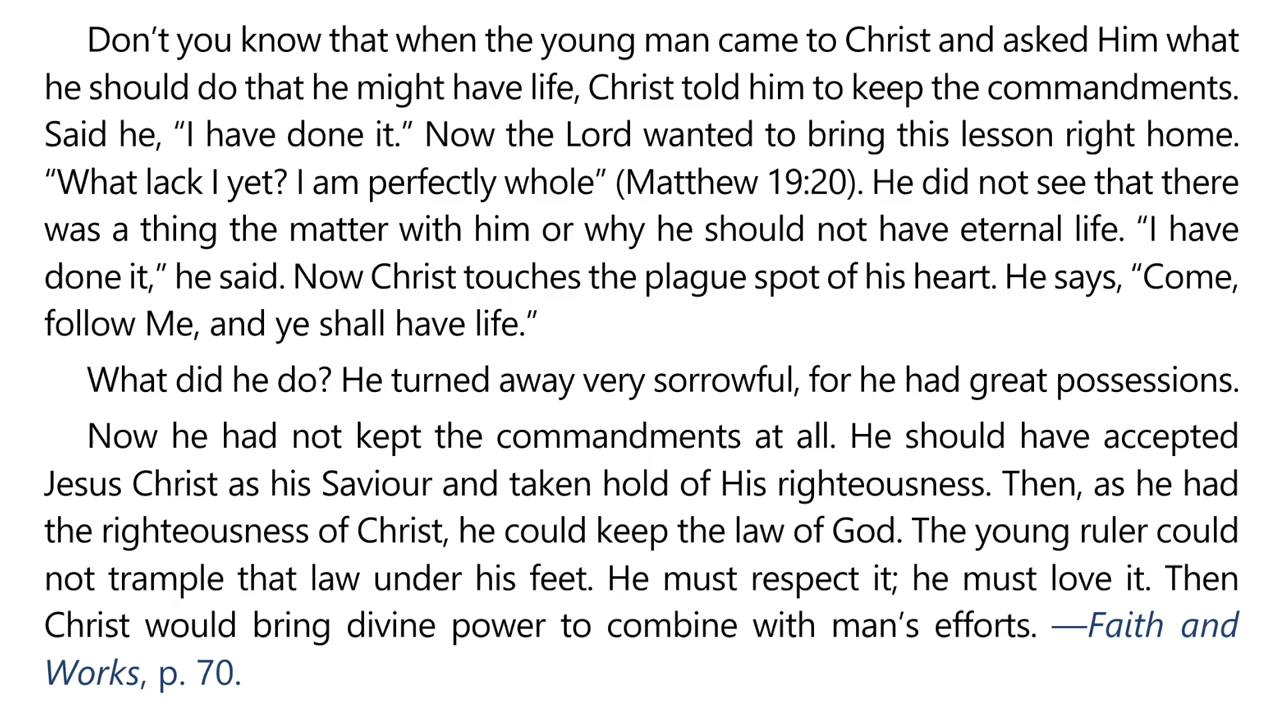 Don’t you know that when the young man came to Christ and asked Him what
he should do that he might have life, Christ told him to keep the commandments.
Said he, “I have done it.” Now the Lord wanted to bring this lesson right home.
“What lack I yet? I am perfectly whole” (Matthew 19:20). He did not see that there
was a thing the matter with him or why he should not have eternal life. “I have
done it,” he said. Now Christ touches the plague spot of his heart. He says, “Come,
follow Me, and ye shall have life.”
What did he do? He turned away very sorrowful, for he had great possessions.
Now he had not kept the commandments at all. He should have accepted
Jesus Christ as his Saviour and taken hold of His righteousness. Then, as he had
the righteousness of Christ, he could keep the law of God. The young ruler could
not trample that law under his feet. He must respect it; he must love it. Then
Christ would bring divine power to combine with man’s efforts. —Faith and
Works, p. 70.